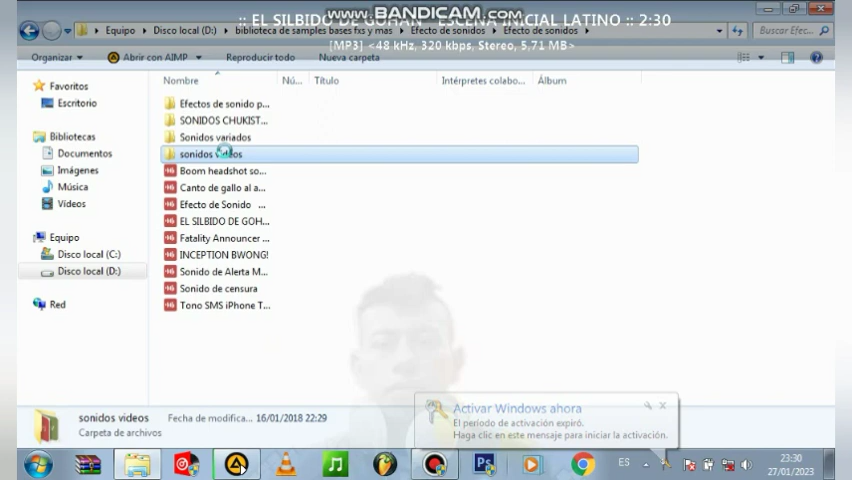 www.BANDICAM.com
:: EL SILBIDO DE GOHAN - ESCENA INICIAL LATINO :: 2:30
[MP3] <48 kHz, 320 kbps, Stereo, 5.71 MB>
Equipo Disco local (D:) biblioteca de samples bases fxs y mas Efecto de sonidos Efecto de sonidos Buscar Efec...
Organizar Abrir con AIMP Reproducir todo Nueva carpeta
Nombre Nú... Título Intérpretes colabo... Álbum
Favoritos
Escritorio
Bibliotecas
Documentos
Imágenes
Música
Vídeos
Equipo
Disco local (C:)
Disco local (D:)
Red
Efectos de sonido p...
SONIDOS CHUKIST...
Sonidos variados
sonidos videos
Boom headshot so...
Canto de gallo al a...
Efecto de Sonido ...
EL SILBIDO DE GOH...
Fatality Announcer ...
INCEPTION BWONG!
Sonido de Alerta M...
Sonido de censura
Tono SMS iPhone T...
sonidos videos Fecha de modifica... 16/01/2018 22:29
Carpeta de archivos
Activar Windows ahora
El período de activación expiró.
Haga clic en este mensaje para iniciar la activación.
ES
23:30
27/01/2023